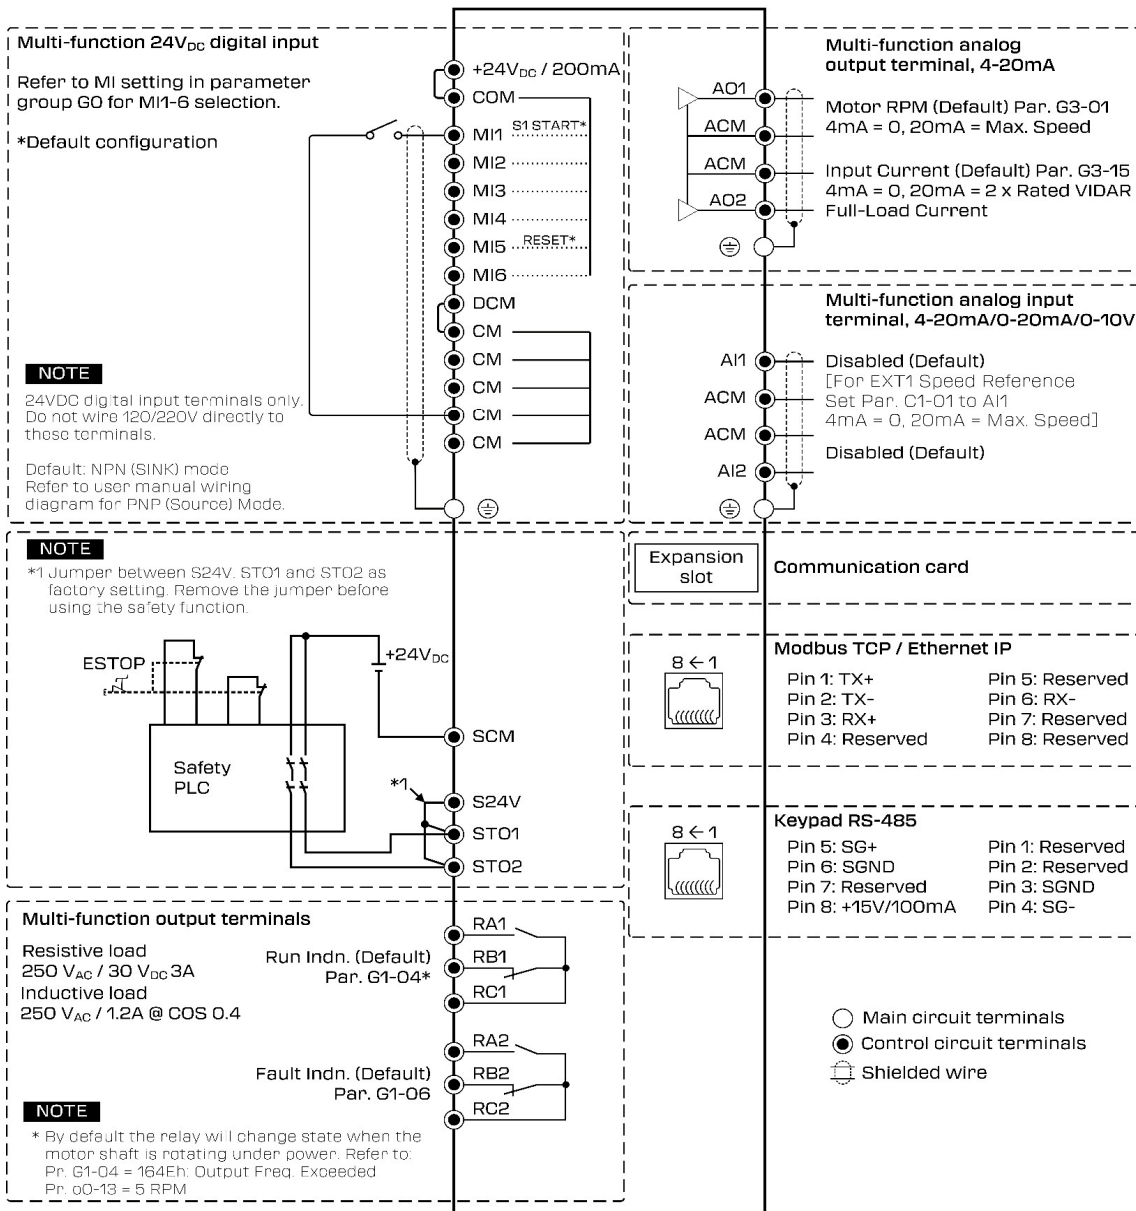 Multi-function 24VDC digital input
Refer to MI setting in parameter
group G0 for MI1-6 selection.
*Default configuration
+24VDC / 200mA
COM
MI1
S1 START*
MI2
MI3
MI4
MI5
RESET*
MI6
DCM
CM
CM
CM
CM
CM
NOTE
24VDC digital input terminals only.
Do not wire 120/220V directly to
these terminals.
Default: NPN (SINK) mode
Refer to user manual wiring
diagram for PNP (Source) Mode.
NOTE
*1 Jumper between S24V. STO1 and STO2 as
factory setting. Remove the jumper before
using the safety function.
ESTOP
+24VDC
Safety
PLC
SCM
*1
S24V
STO1
STO2
Multi-function output terminals
Resistive load
250 VAC / 30 VDC 3A
Inductive load
250 VAC / 1.2A @ COS 0.4
Run Indn. (Default)
Par. G1-04*
RA1
RB1
RC1
Fault Indn. (Default)
Par. G1-06
RA2
RB2
RC2
NOTE
* By default the relay will change state when the
motor shaft is rotating under power. Refer to:
Pr. G1-04 = 164Eh: Output Freq. Exceeded
Pr. o0-13 = 5 RPM
Multi-function analog
output terminal, 4-20mA
AO1
ACM
ACM
AO2
Motor RPM (Default) Par. G3-01
4mA = 0, 20mA = Max. Speed
Input Current (Default) Par. G3-15
4mA = 0, 20mA = 2 x Rated VIDAR
Full-Load Current
Multi-function analog input
terminal, 4-20mA/0-20mA/0-10V
AI1
ACM
ACM
AI2
Disabled (Default)
[For EXT1 Speed Reference
Set Par. C1-01 to AI1
4mA = 0, 20mA = Max. Speed]
Disabled (Default)
Expansion
slot
Communication card
Modbus TCP / Ethernet IP
8 ← 1
Pin 1: TX+
Pin 2: TX-
Pin 3: RX+
Pin 4: Reserved
Pin 5: Reserved
Pin 6: RX-
Pin 7: Reserved
Pin 8: Reserved
Keypad RS-485
8 ← 1
Pin 5: SG+
Pin 6: SGND
Pin 7: Reserved
Pin 8: +15V/100mA
Pin 1: Reserved
Pin 2: Reserved
Pin 3: SGND
Pin 4: SG-
Main circuit terminals
Control circuit terminals
Shielded wire